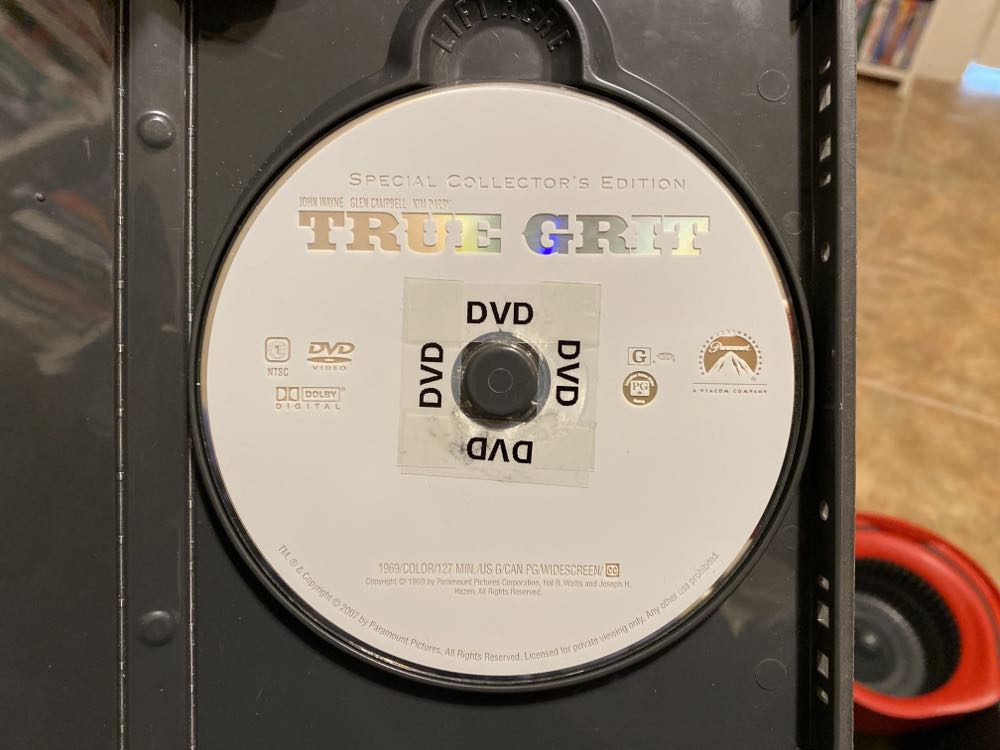 LIFT HERE
SPECIAL COLLECTOR'S EDITION
JOHN WAYNE GLEN CAMPBELL KIM DARBY
TRUE GRIT
DVD
DVD
DVD
DVD
1
NTSC
DVD
VIDEO
DOLBY
DIGITAL
G
PG
Paramount
A VIACOM COMPANY
1969/COLOR/127 MIN./US G/CAN PG/WIDESCREEN/ CC
Copyright © 1969 by Paramount Pictures Corporation, Hal B. Wallis and Joseph H.
Hazen. All Rights Reserved.
TM, ® & Copyright © 2007 by Paramount Pictures. All Rights Reserved. Licensed for private viewing only. Any other use prohibited.